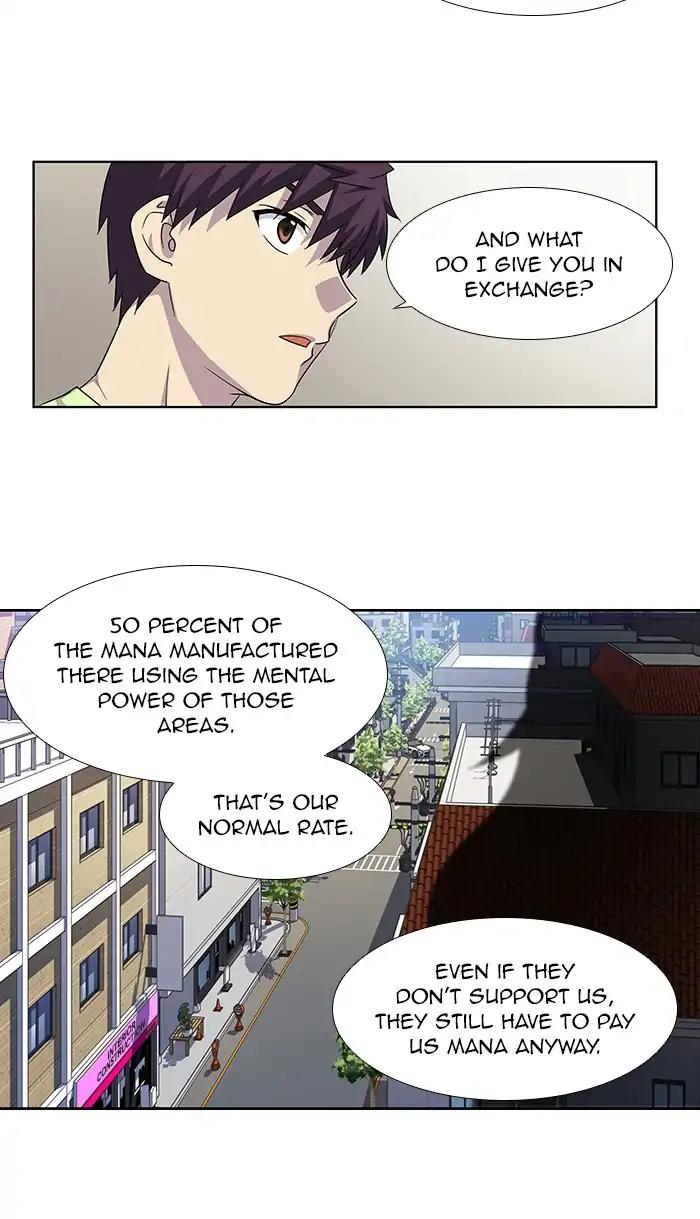 AND WHAT
DO I GIVE YOU IN
EXCHANGE?
50 PERCENT OF
THE MANA MANUFACTURED
THERE USING THE MENTAL
POWER OF THOSE
AREAS.
THAT'S OUR
NORMAL RATE.
EVEN IF THEY
DON'T SUPPORT US,
THEY STILL HAVE TO PAY
US MANA ANYWAY.
INTERIOR
CONSTRUCTION